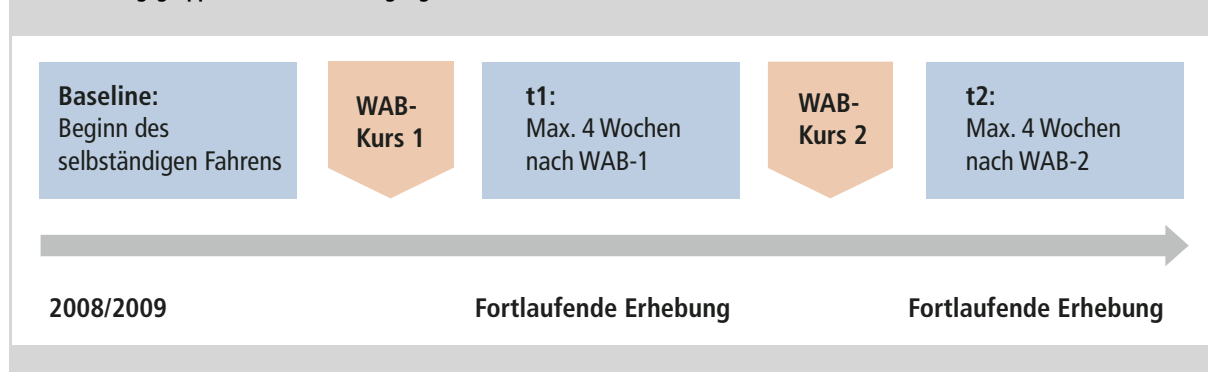 Baseline:
Beginn des
selbständigen Fahrens
WAB-
Kurs 1
t1:
Max. 4 Wochen
nach WAB-1
WAB-
Kurs 2
t2:
Max. 4 Wochen
nach WAB-2
2008/2009
Fortlaufende Erhebung
Fortlaufende Erhebung